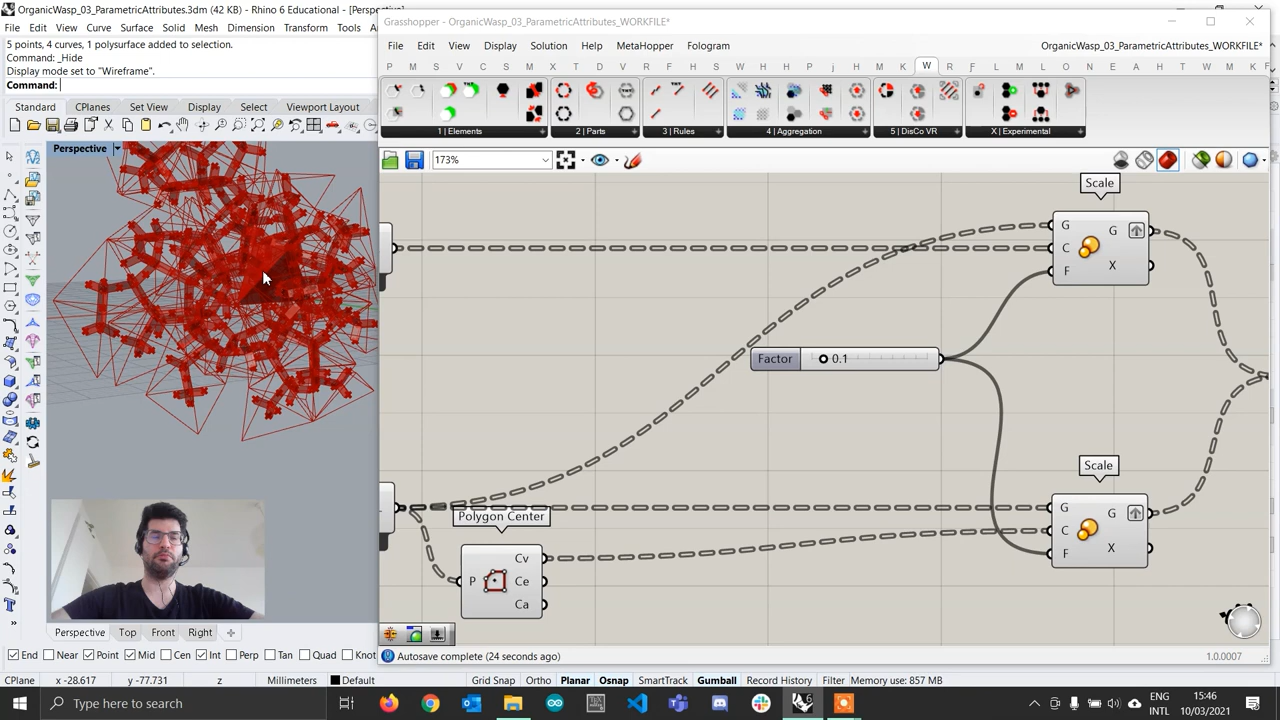 OrganicWasp_03_ParametricAttributes.3dm (42 KB) - Rhino 6 Educational - [Perspective]
File Edit View Curve Surface Solid Mesh Dimension Transform Tools
5 points, 4 curves, 1 polysurface added to selection.
Command: _Hide
Display mode set to "Wireframe".
Command:
Standard CPlanes Set View Display Select Viewport Layout
Perspective
Grasshopper - OrganicWasp_03_ParametricAttributes_WORKFILE*
File Edit View Display Solution Help MetaHopper Fologram OrganicWasp_03_ParametricAttributes_WORKFILE*
P M S V C S M I X T W C K B V P j H A M C W R F L M L O N E A H P T W M K F
1 | Elements 2 | Parts 3 | Rules 4 | Aggregation 5 | DisCo VR X | Experimental
173%
Scale
G
C
F
G
X
Factor 0.1
Scale
G
C
F
G
X
Polygon Center
P
Cv
Ce
Ca
Perspective Top Front Right
Autosave complete (24 seconds ago) 1.0.0007
End Near Point Mid Cen Int Perp Tan Quad Knot
CPlane x -28.617 y -77.731 z Millimeters Default Grid Snap Ortho Planar Osnap SmartTrack Gumball Record History Filter Memory use: 857 MB
Type here to search
ENG
INTL
15:46
10/03/2021